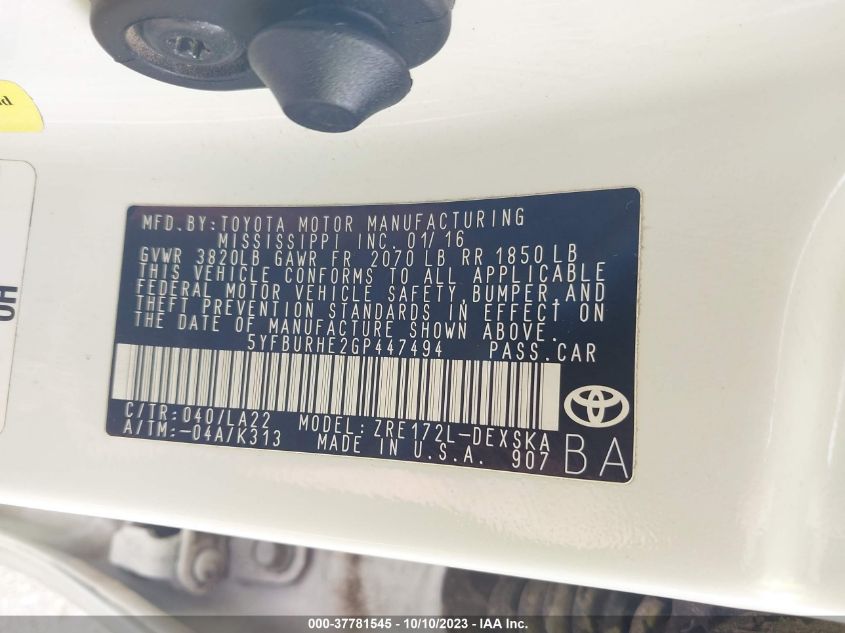 MFD. BY: TOYOTA MOTOR MANUFACTURING
MISSISSIPPI INC. 01/16
GVWR 3820LB GAWR FR 2070 LB RR 1850 LB
THIS VEHICLE CONFORMS TO ALL APPLICABLE
FEDERAL MOTOR VEHICLE SAFETY, BUMPER, AND
THEFT PREVENTION STANDARDS IN EFFECT ON
THE DATE OF MANUFACTURE SHOWN ABOVE.
5YFBURHE2GP447494 PASS. CAR
C/TR: 040/LA22 MODEL: ZRE172L-DEXSKA
A/TM: -04A/K313 MADE IN U.S.A. 907
BA
000-37781545 - 10/10/2023 - IAA Inc.